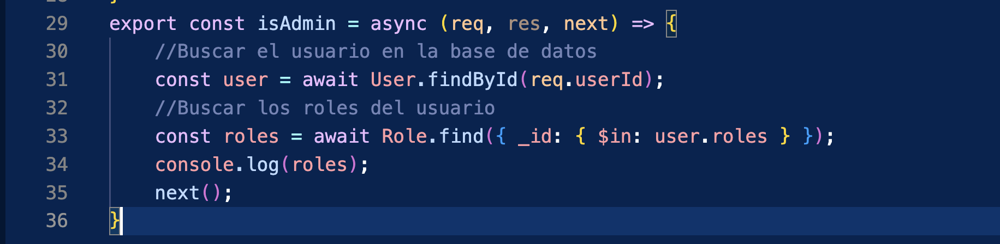 29 export const isAdmin = async (req, res, next) => {
30 //Buscar el usuario en la base de datos
31 const user = await User.findById(req.userId);
32 //Buscar los roles del usuario
33 const roles = await Role.find({ _id: { $in: user.roles } });
34 console.log(roles);
35 next();
36 }